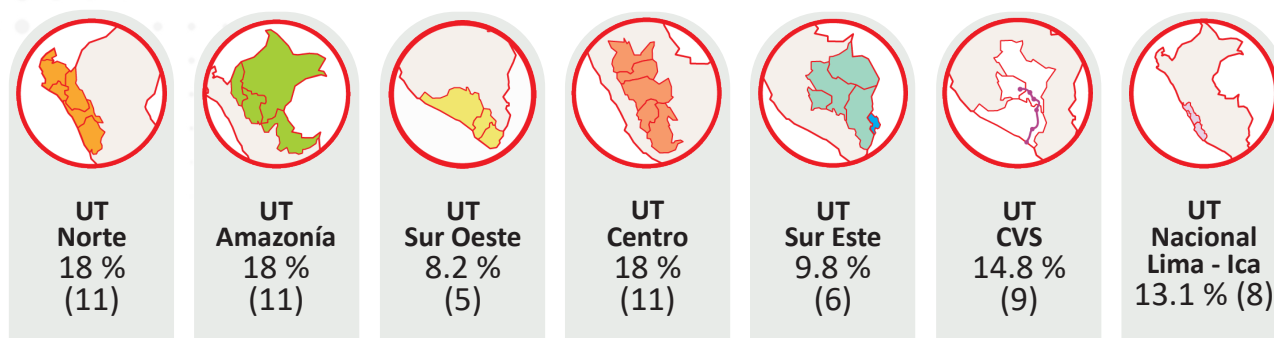 UT
Norte
18 %
(11)
UT
Amazonía
18 %
(11)
UT
Sur Oeste
8.2 %
(5)
UT
Centro
18 %
(11)
UT
Sur Este
9.8 %
(6)
UT
CVS
14.8 %
(9)
UT
Nacional
Lima - Ica
13.1 % (8)